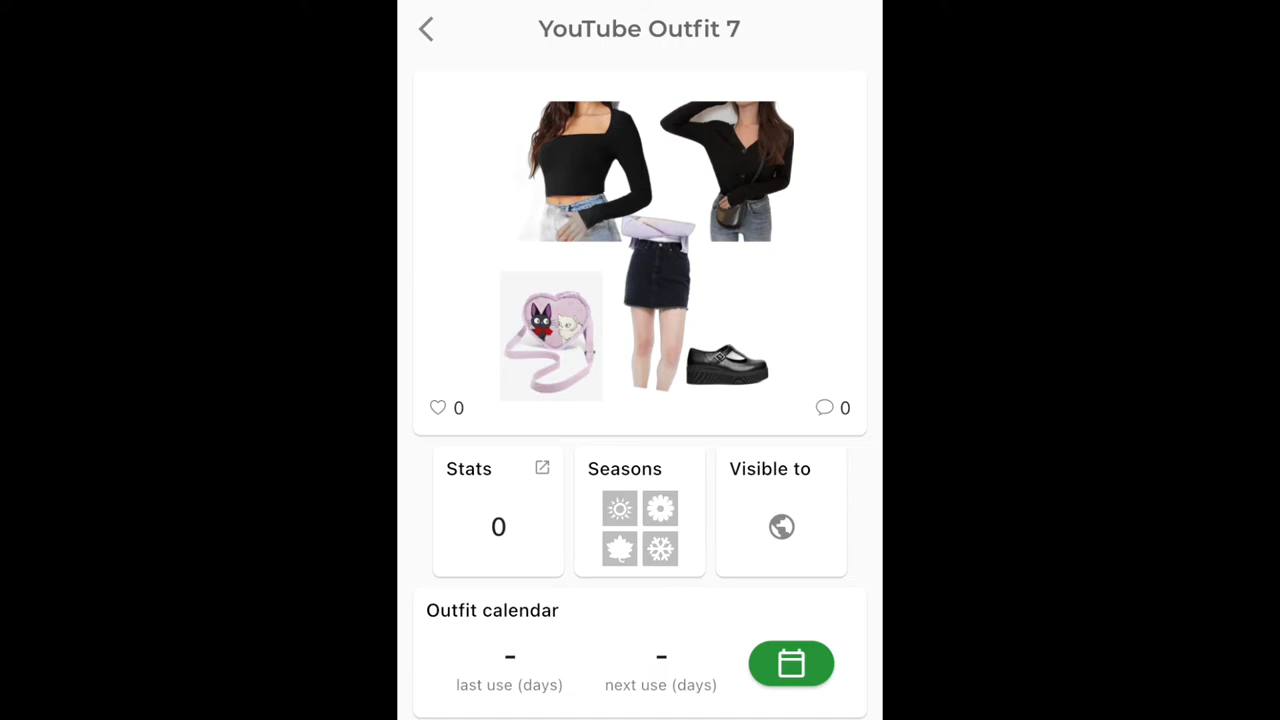 YouTube Outfit 7
0
0
Stats
Seasons
Visible to
0
Outfit calendar
-
-
last use (days)
next use (days)